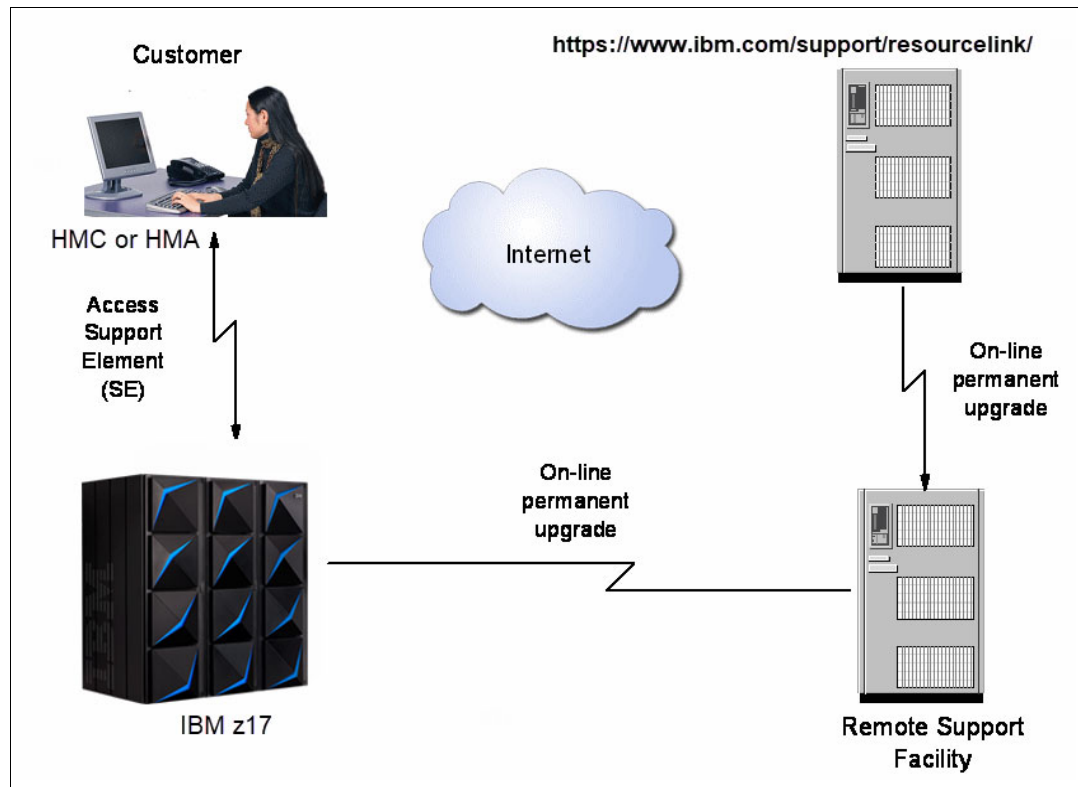 Customer
https://www.ibm.com/support/resourcelink/
HMC or HMA
Internet
Access
Support
Element
(SE)
On-line
permanent
upgrade
On-line
permanent
upgrade
IBM
IBM z17
Remote Support
Facility